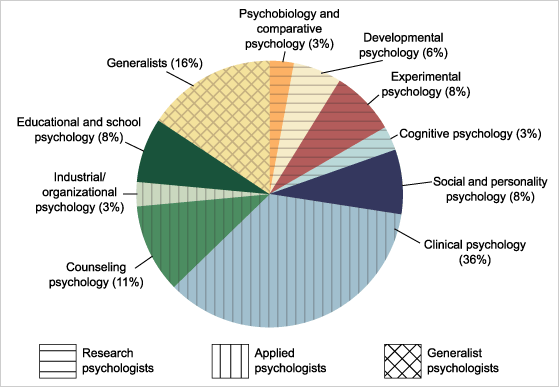 Psychobiology and
comparative
psychology (3%)
Developmental
psychology (6%)
Experimental
psychology (8%)
Cognitive psychology (3%)
Social and personality
psychology (8%)
Clinical psychology
(36%)
Counseling
psychology (11%)
Industrial/
organizational
psychology (3%)
Educational and school
psychology (8%)
Generalists (16%)
Research
psychologists
Applied
psychologists
Generalist
psychologists